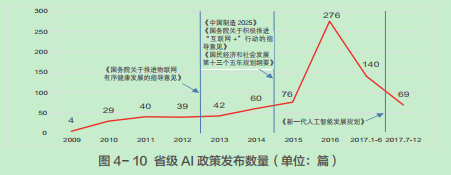 300
250
200
150
100
50
0
4
29
40
39
42
60
76
276
140
69
《国务院关于推进物联网
有序健康发展的指导意见》
《中国制造 2025》
《国务院关于积极推进
“互联网 +”行动的指
导意见》
《国民经济和社会发展
第十三个五年规划纲要》
《新一代人工智能发展规划》
2009
2010
2011
2012
2013
2014
2015
2016
2017.1-6
2017.7-12
图 4- 10 省级 AI 政策发布数量（单位：篇）